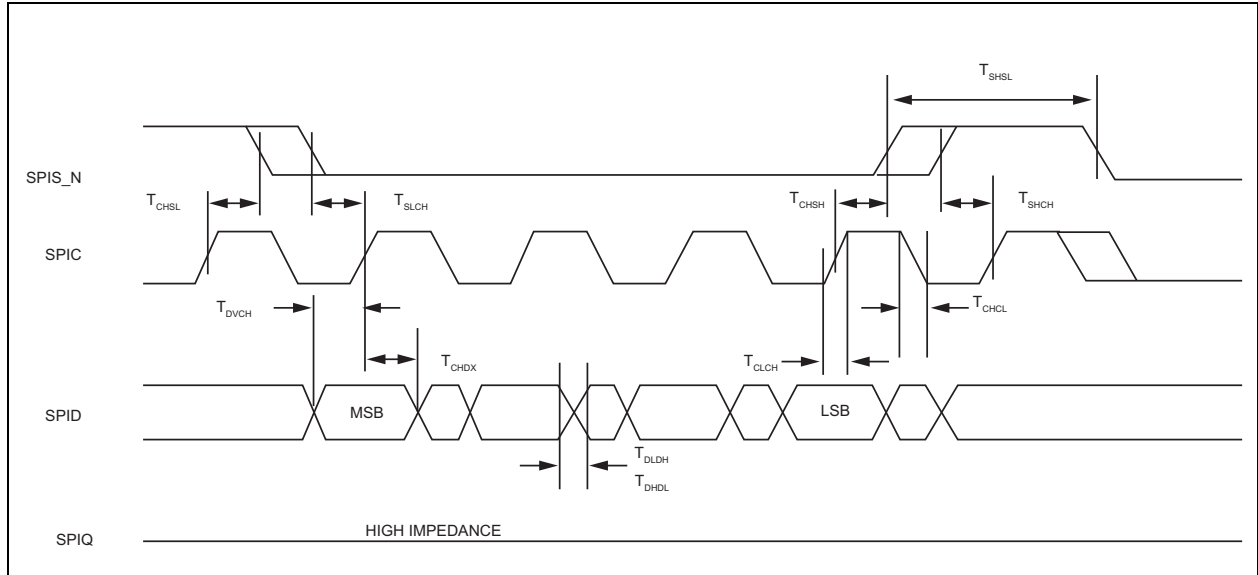 T_SHSL
SPIS_N
T_CHSL
T_SLCH
T_CHSH
T_SHCH
SPIC
T_DVCH
T_CHCL
T_CHDX
T_CLCH
SPID
MSB
LSB
T_DLDH
T_DHDL
HIGH IMPEDANCE
SPIQ